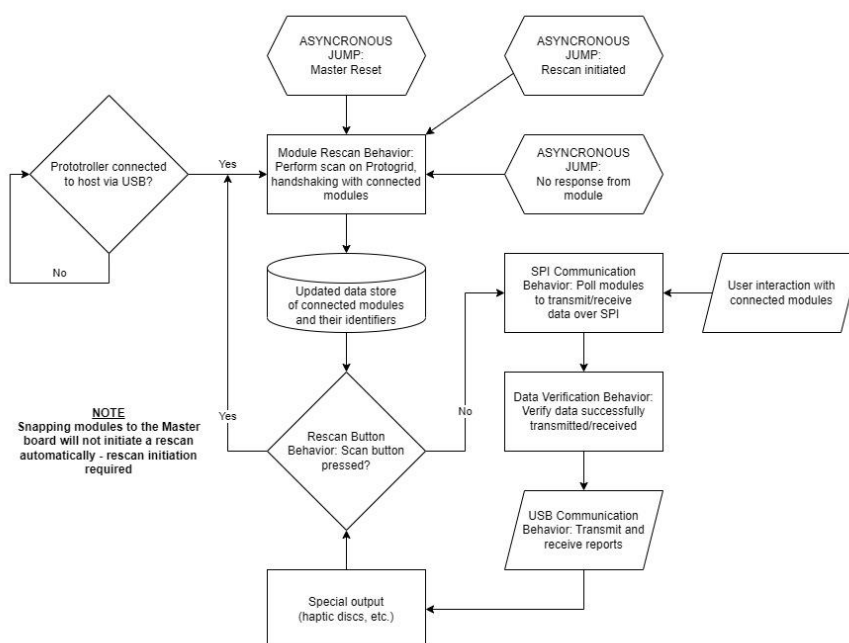 ASYNCRONOUS
JUMP:
Master Reset
ASYNCRONOUS
JUMP:
Rescan initiated
Prototroller connected
to host via USB?
Yes
No
Module Rescan Behavior:
Perform scan on Protogrid,
handshaking with connected
modules
ASYNCRONOUS
JUMP:
No response from
module
Updated data store
of connected modules
and their identifiers
SPI Communication
Behavior: Poll modules
to transmit/receive
data over SPI
User interaction with
connected modules
NOTE
Snapping modules to the Master
board will not initiate a rescan
automatically - rescan initiation
required
Yes
Rescan Button
Behavior: Scan button
pressed?
No
Data Verification Behavior:
Verify data successfully
transmitted/received
USB Communication
Behavior: Transmit and
receive reports
Special output
(haptic discs, etc.)